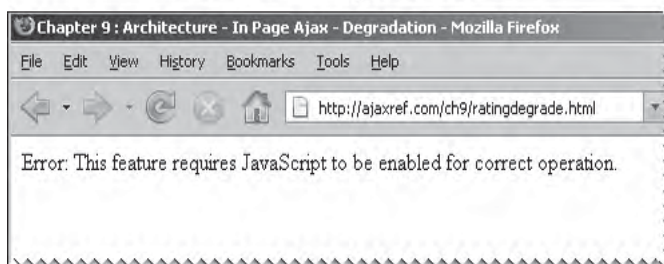 Chapter 9 : Architecture - In Page Ajax - Degradation - Mozilla Firefox
File Edit View History Bookmarks Tools Help
http://ajaxref.com/ch9/ratingdegrade.html
Error: This feature requires JavaScript to be enabled for correct operation.